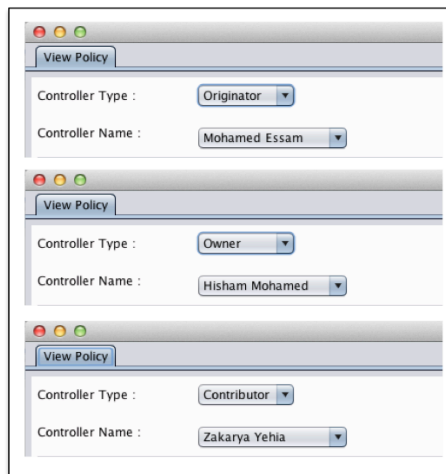 View Policy
Controller Type : Originator
Controller Name : Mohamed Essam
View Policy
Controller Type : Owner
Controller Name : Hisham Mohamed
View Policy
Controller Type : Contributor
Controller Name : Zakarya Yehia